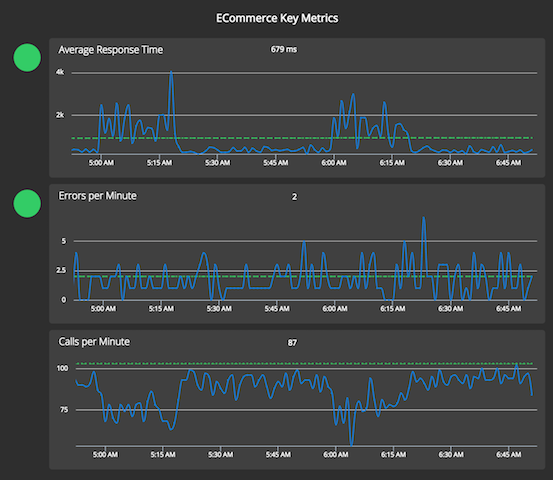 ECommerce Key Metrics
Average Response Time 679 ms
4k
2k
5:00 AM 5:15 AM 5:30 AM 5:45 AM 6:00 AM 6:15 AM 6:30 AM 6:45 AM
Errors per Minute 2
5
2.5
0
5:00 AM 5:15 AM 5:30 AM 5:45 AM 6:00 AM 6:15 AM 6:30 AM 6:45 AM
Calls per Minute 87
100
75
5:00 AM 5:15 AM 5:30 AM 5:45 AM 6:00 AM 6:15 AM 6:30 AM 6:45 AM